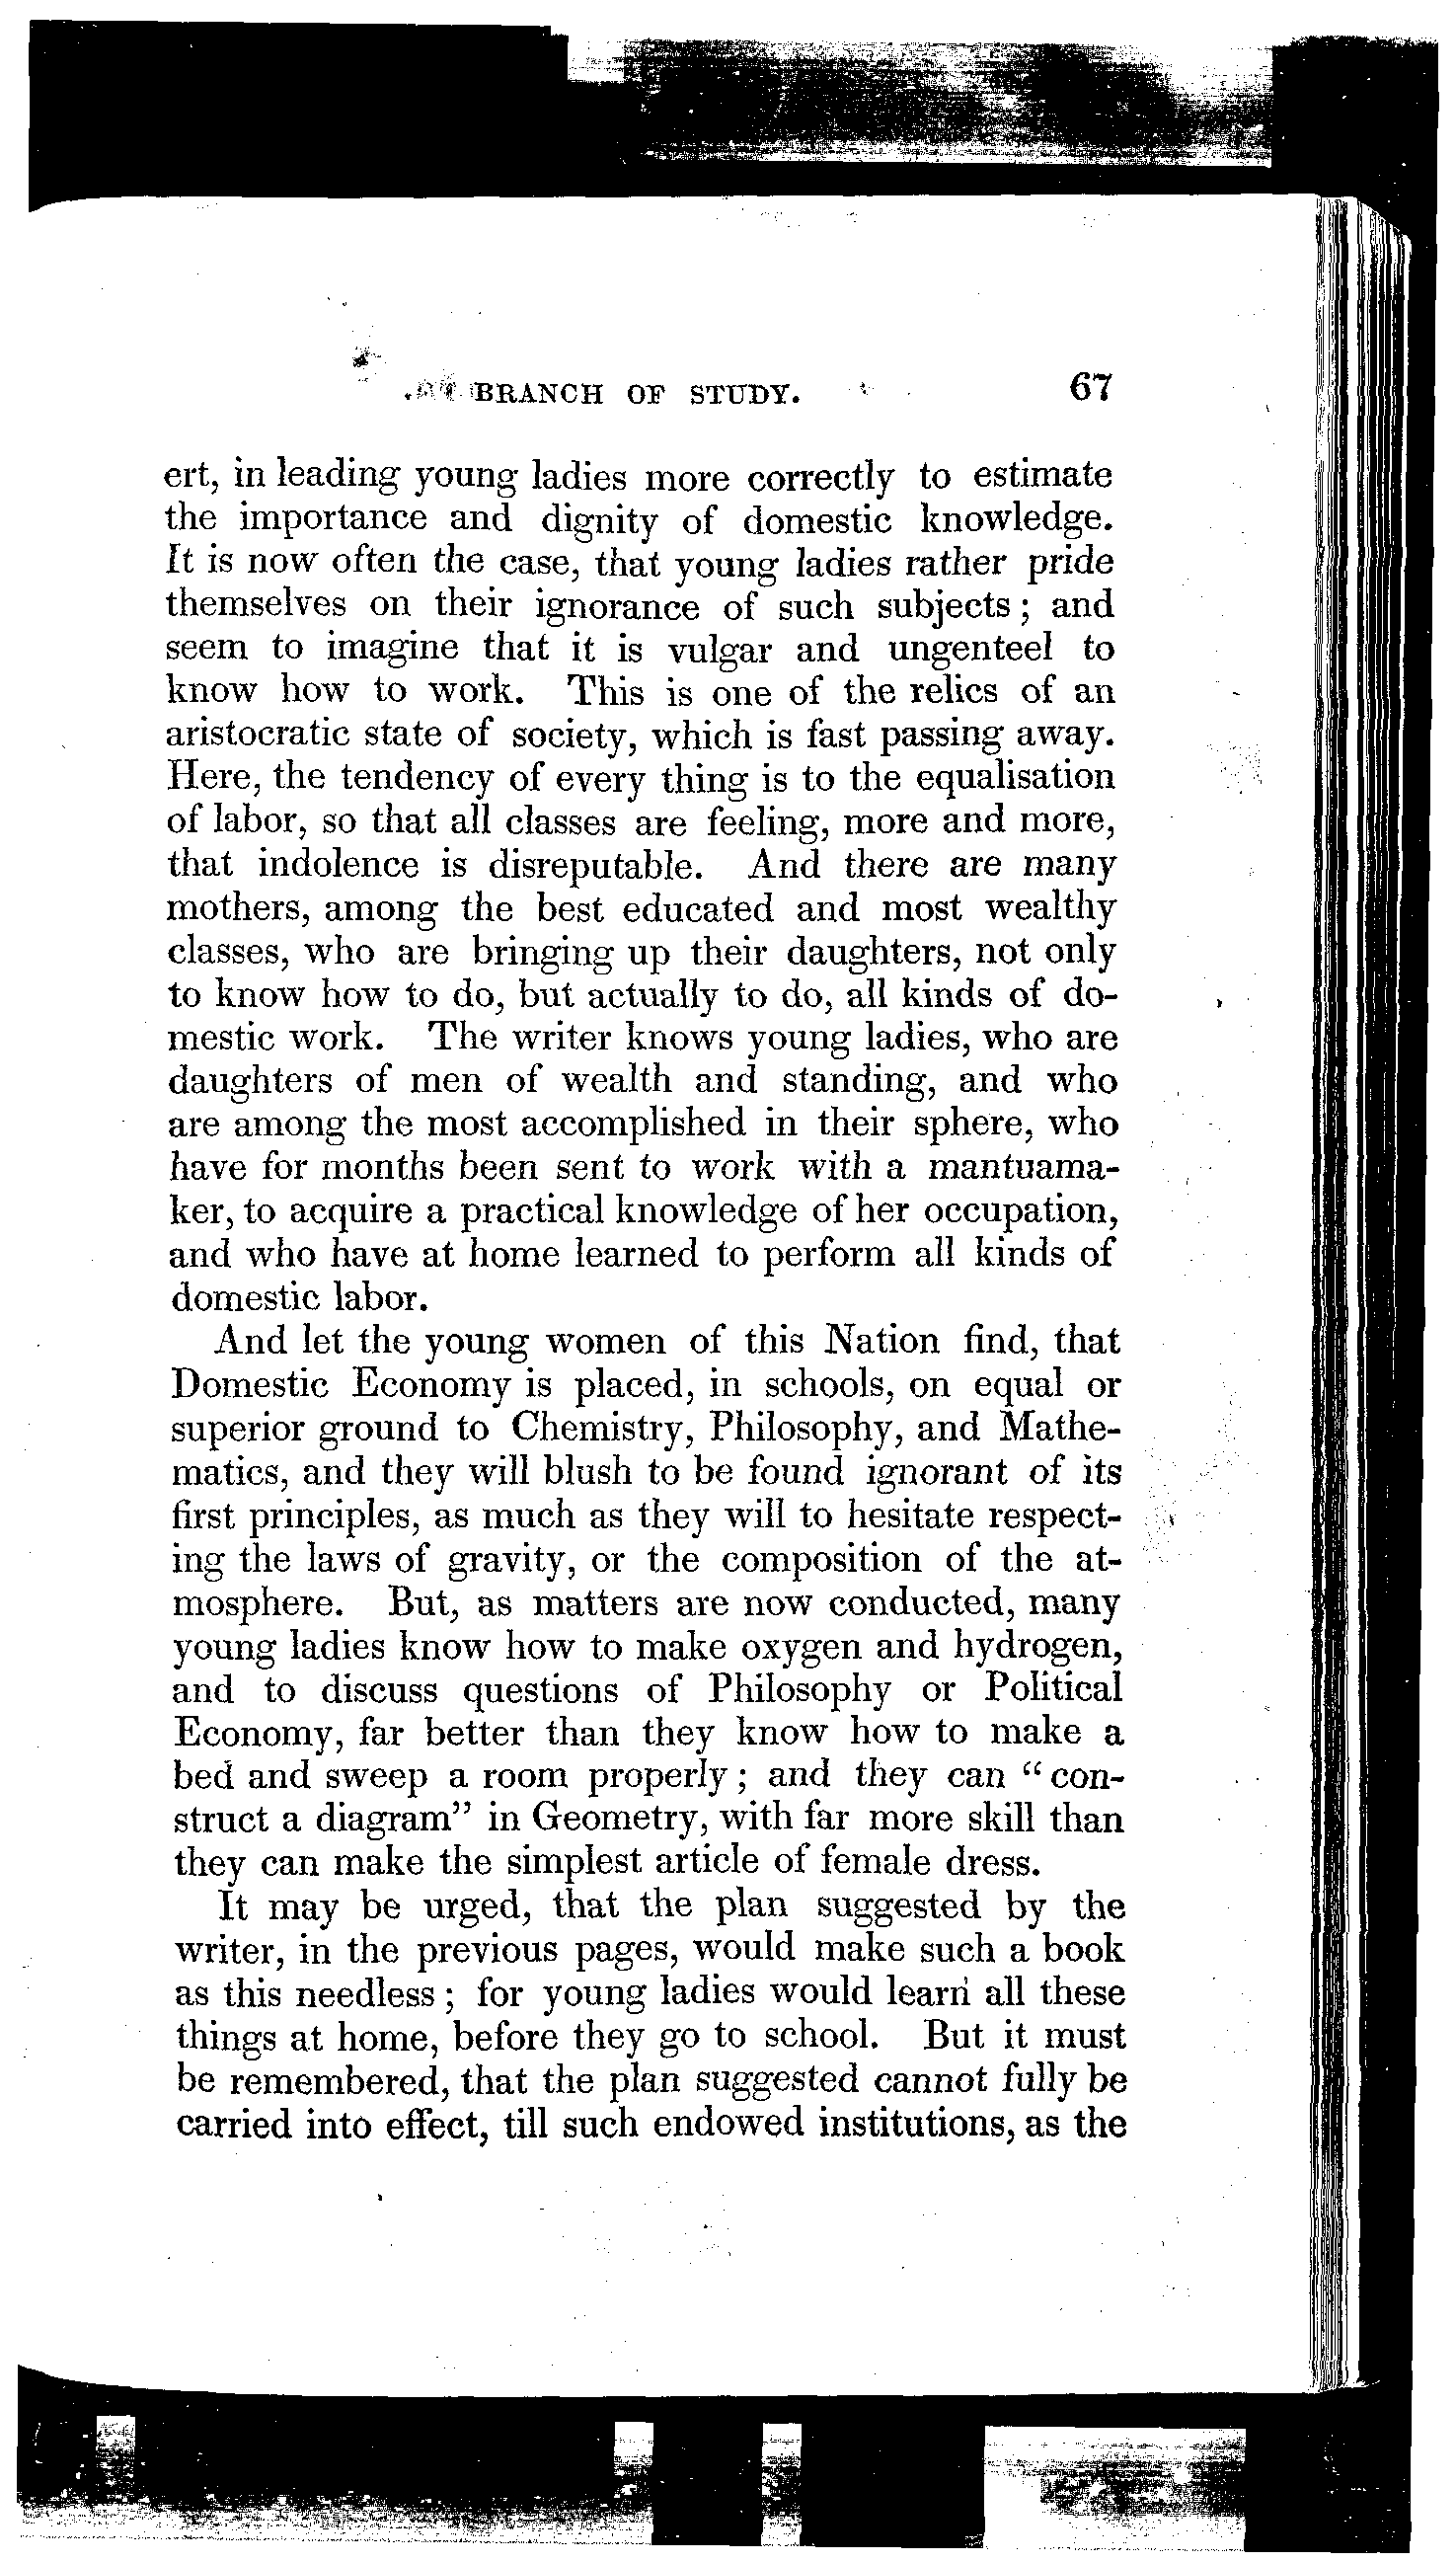 BRANCH OF STUDY. 67
ert, in leading young ladies more correctly to estimate
the importance and dignity of domestic knowledge.
It is now often the case, that young ladies rather pride
themselves on their ignorance of such subjects; and
seem to imagine that it is vulgar and ungenteel to
know how to work. This is one of the relics of an
aristocratic state of society, which is fast passing away.
Here, the tendency of every thing is to the equalisation
of labor, so that all classes are feeling, more and more,
that indolence is disreputable. And there are many
mothers, among the best educated and most wealthy
classes, who are bringing up their daughters, not only
to know how to do, but actually to do, all kinds of do-
mestic work. The writer knows young ladies, who are
daughters of men of wealth and standing, and who
are among the most accomplished in their sphere, who
have for months been sent to work with a mantuama-
ker, to acquire a practical knowledge of her occupation,
and who have at home learned to perform all kinds of
domestic labor.
And let the young women of this Nation find, that
Domestic Economy is placed, in schools, on equal or
superior ground to Chemistry, Philosophy, and Mathe-
matics, and they will blush to be found ignorant of its
first principles, as much as they will to hesitate respect-
ing the laws of gravity, or the composition of the at-
mosphere. But, as matters are now conducted, many
young ladies know how to make oxygen and hydrogen,
and to discuss questions of Philosophy or Political
Economy, far better than they know how to make a
bed and sweep a room properly; and they can "con-
struct a diagram" in Geometry, with far more skill than
they can make the simplest article of female dress.
It may be urged, that the plan suggested by the
writer, in the previous pages, would make such a book
as this needless; for young ladies would learn all these
things at home, before they go to school. But it must
be remembered, that the plan suggested cannot fully be
carried into effect, till such endowed institutions, as the